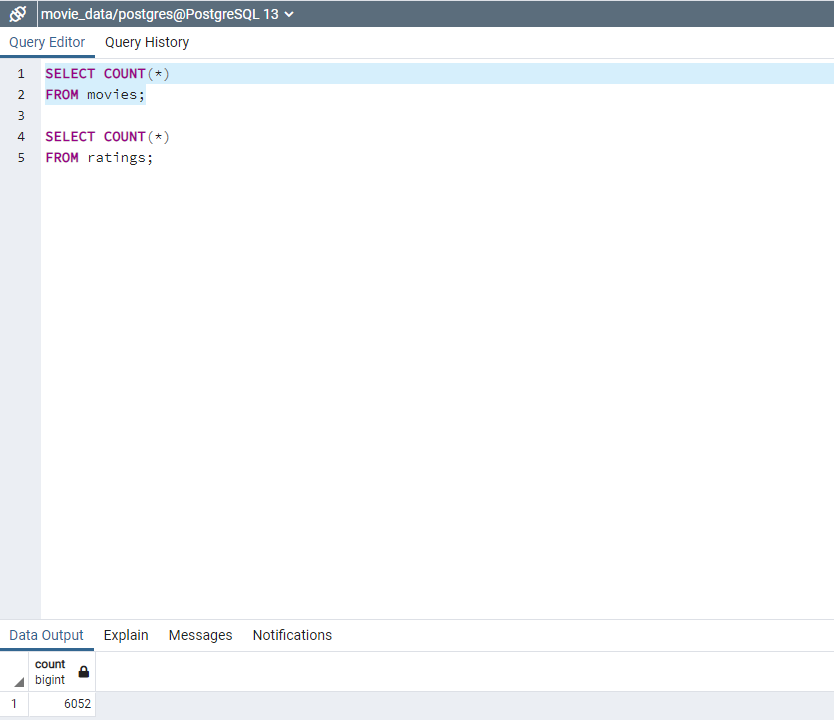 movie_data/postgres@PostgreSQL 13
Query Editor Query History
1 SELECT COUNT(*)
2 FROM movies;
3
4 SELECT COUNT(*)
5 FROM ratings;
Data Output Explain Messages Notifications
count
bigint
1 6052